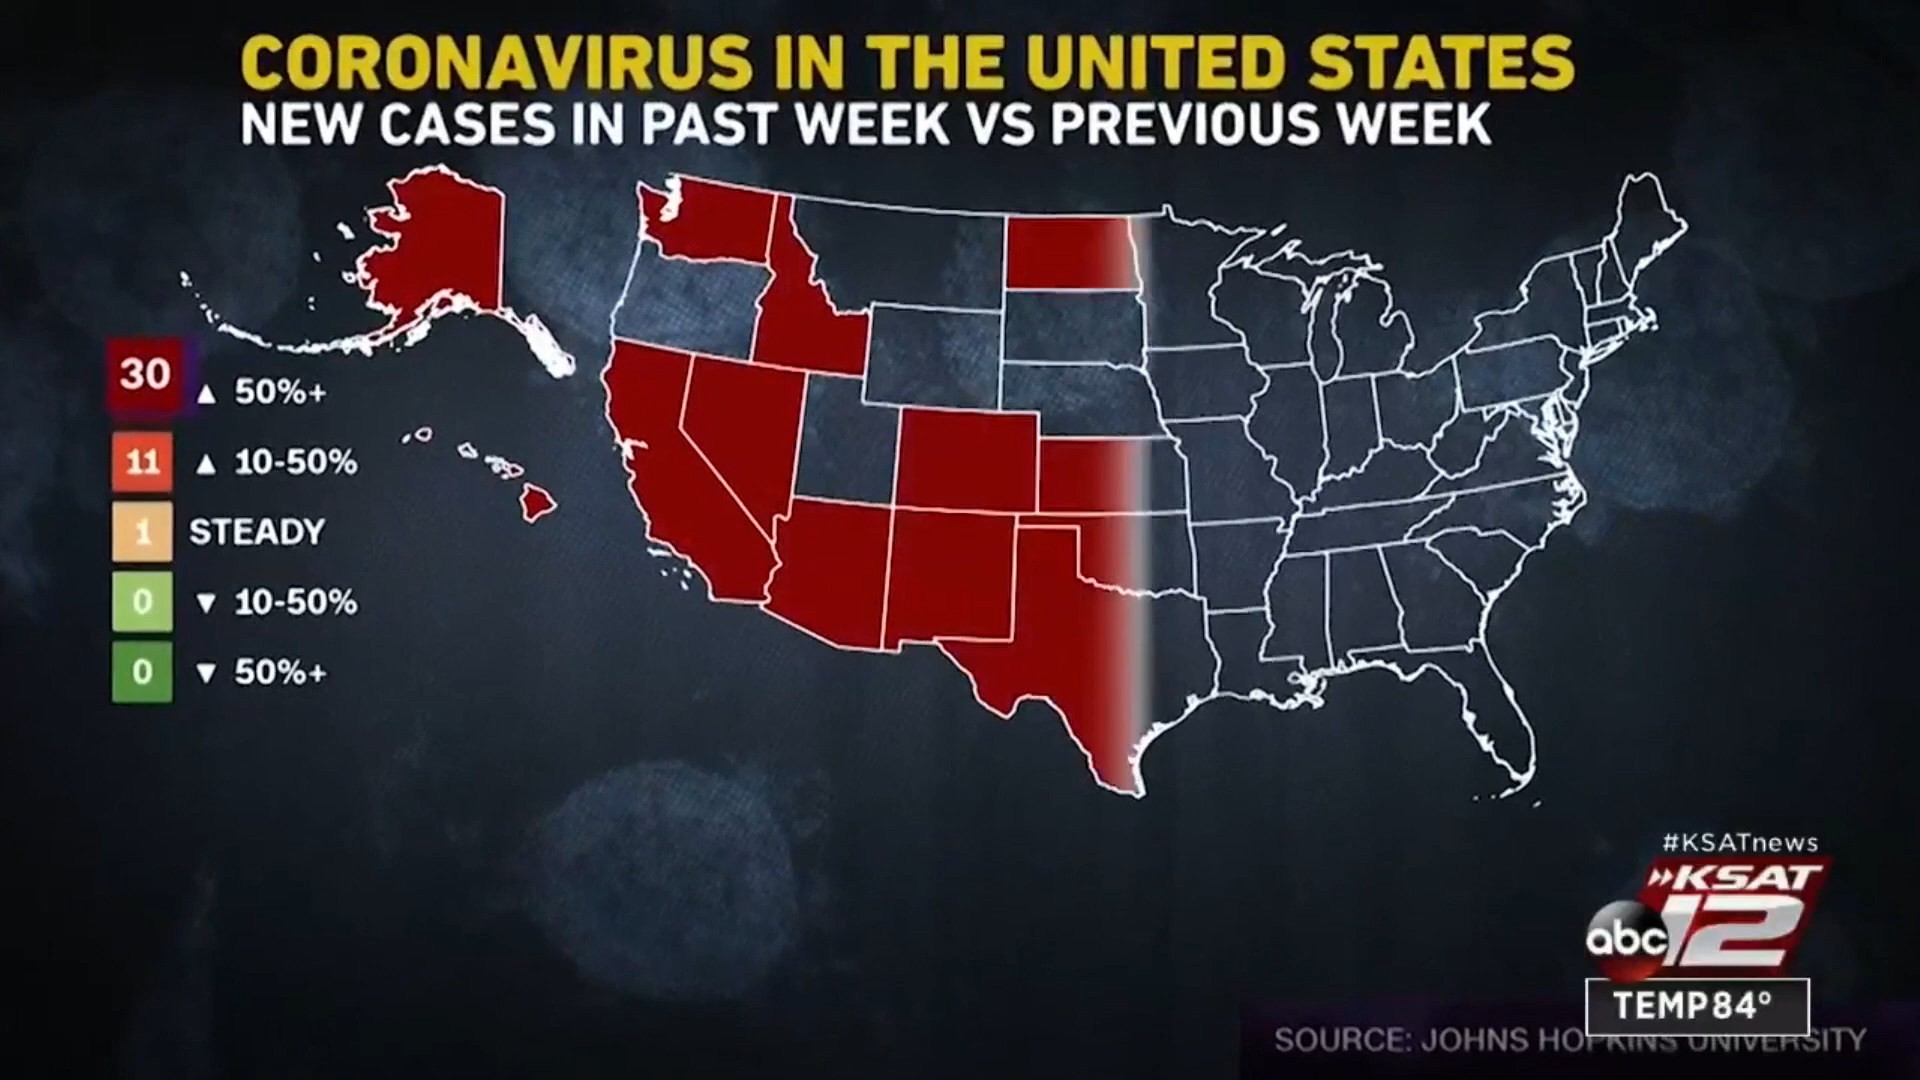 CORONAVIRUS IN THE UNITED STATES
NEW CASES IN PAST WEEK VS PREVIOUS WEEK
30 ▲ 50%+
11 ▲ 10-50%
1 STEADY
0 ▼ 10-50%
0 ▼ 50%+
#KSATnews
KSAT
abc 12
TEMP 84°
SOURCE: JOHNS HOPKINS UNIVERSITY